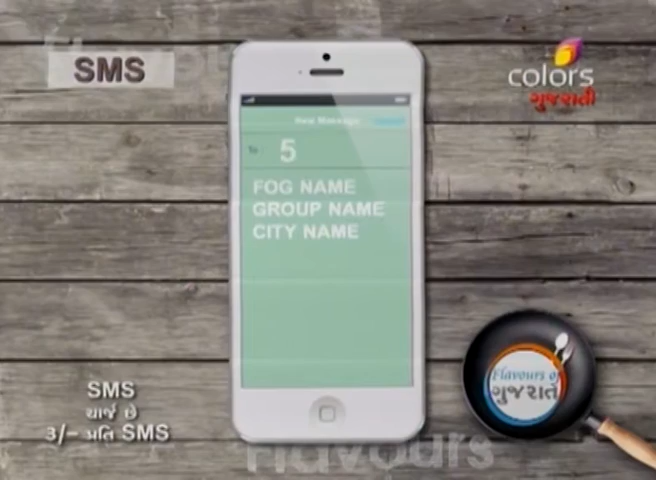 SMS
colors
ગુજરાતી
New Message
To
5
FOG NAME
GROUP NAME
CITY NAME
Flavours of
ગુજરાત
SMS
ચાર્જ છે
૩/- પ્રતિ SMS
Flavours